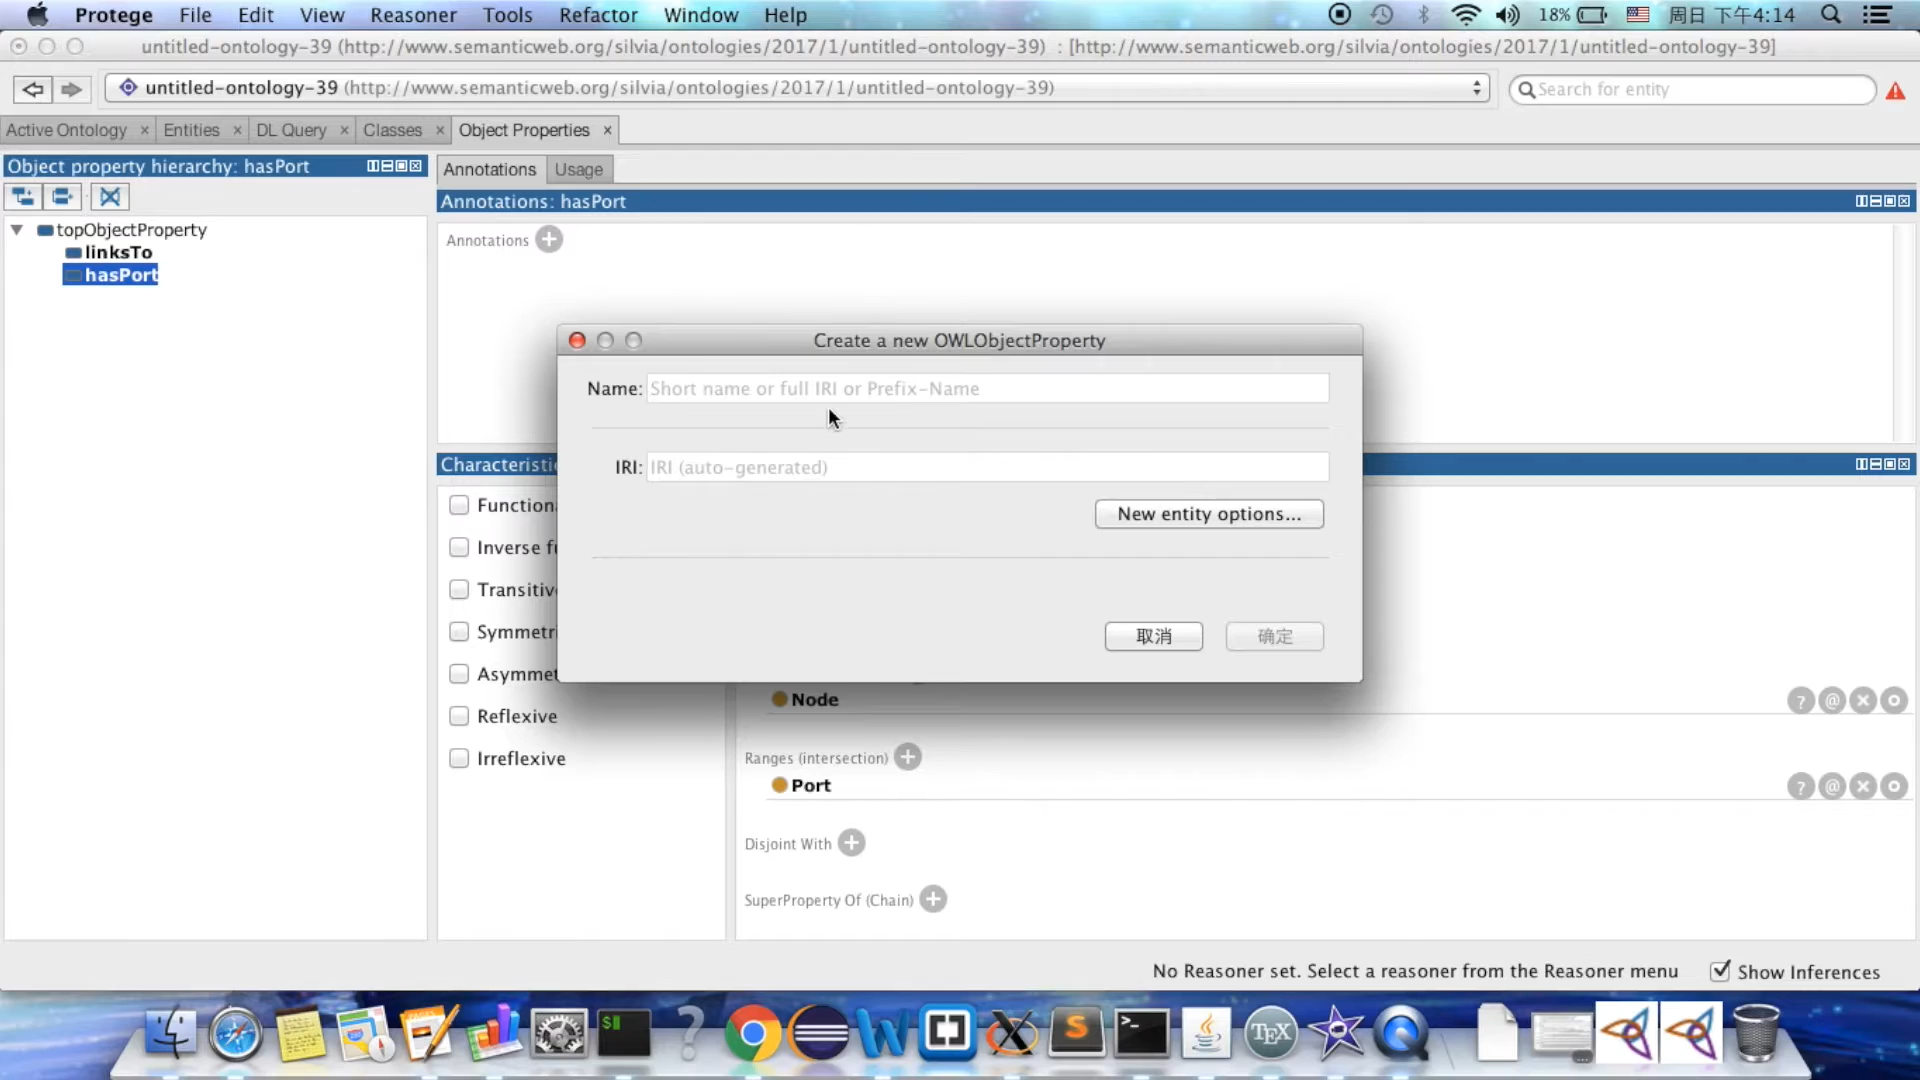 Protege File Edit View Reasoner Tools Refactor Window Help 18% 周日 下午4:14
untitled-ontology-39 (http://www.semanticweb.org/silvia/ontologies/2017/1/untitled-ontology-39) : [http://www.semanticweb.org/silvia/ontologies/2017/1/untitled-ontology-39]
untitled-ontology-39 (http://www.semanticweb.org/silvia/ontologies/2017/1/untitled-ontology-39) Search for entity
Active Ontology × Entities × DL Query × Classes × Object Properties ×
Object property hierarchy: hasPort
Annotations Usage
Annotations: hasPort
Annotations
topObjectProperty
linksTo
hasPort
Create a new OWLObjectProperty
Name: Short name or full IRI or Prefix-Name
IRI: IRI (auto-generated)
New entity options...
取消 确定
Characteristi
Functiona
Inverse fu
Transitive
Symmetri
Asymmet
Reflexive
Irreflexive
Node
Ranges (intersection)
Port
Disjoint With
SuperProperty Of (Chain)
No Reasoner set. Select a reasoner from the Reasoner menu Show Inferences
$
W
X
S
>_
TEX